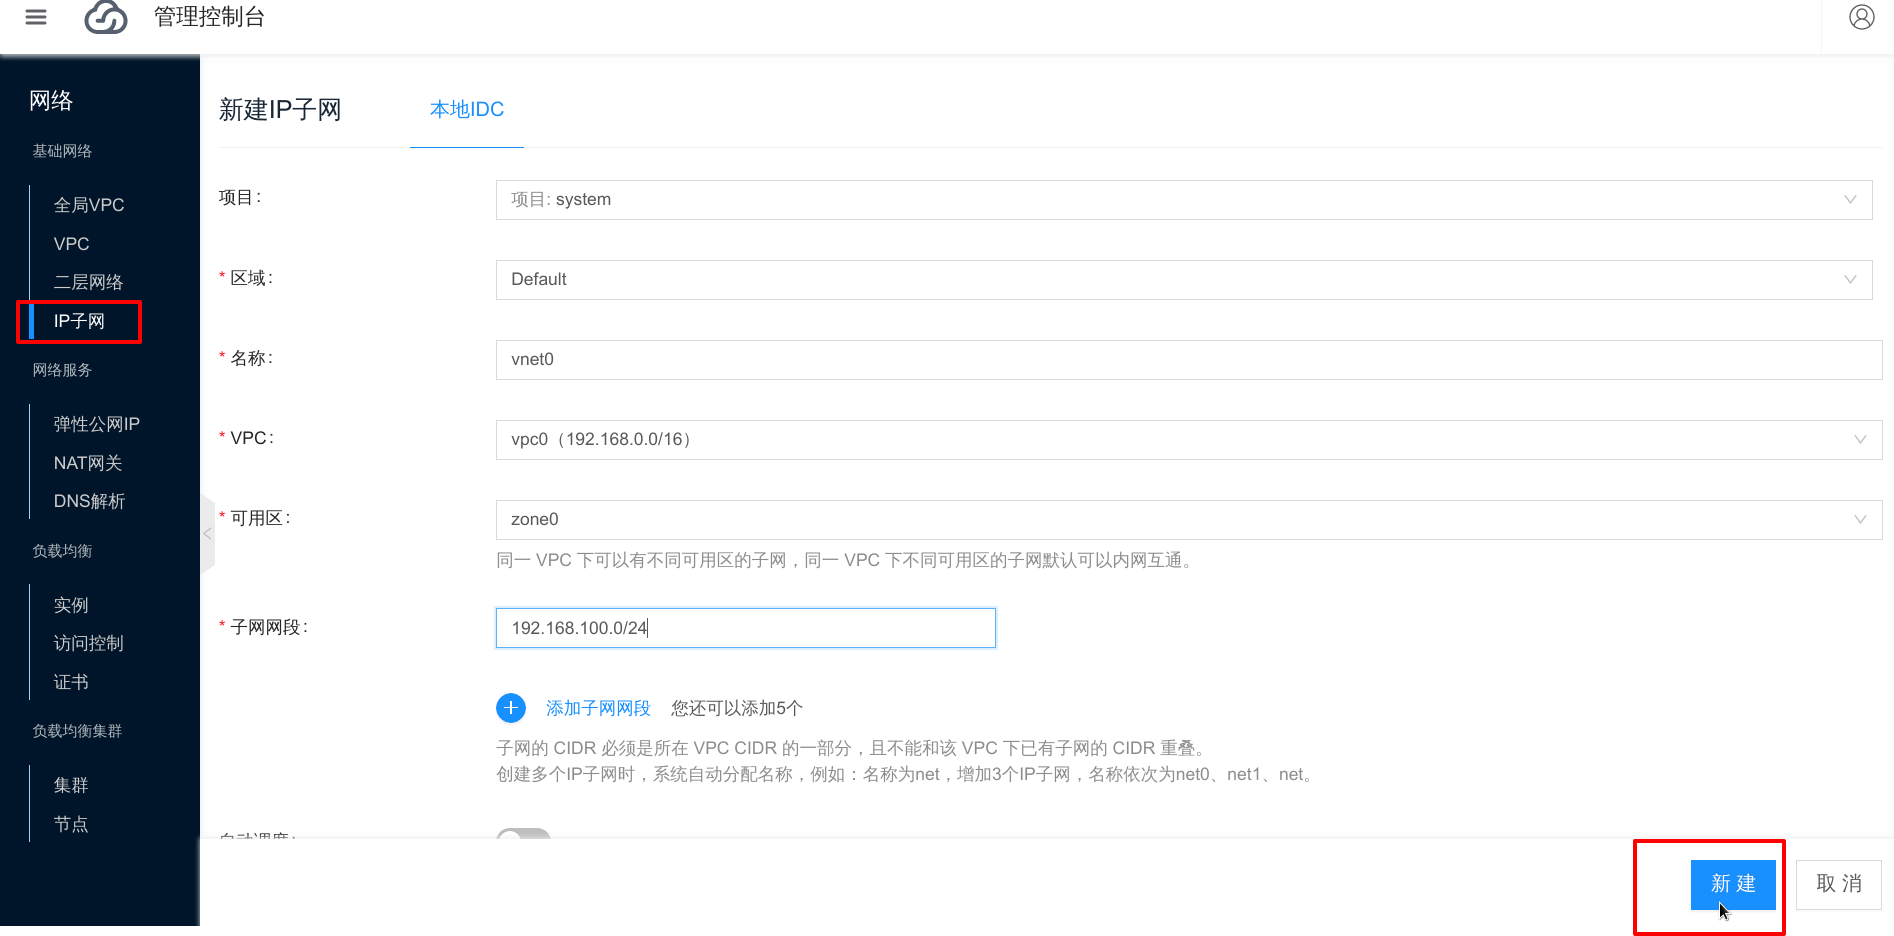 管理控制台
网络
基础网络
全局VPC
VPC
二层网络
IP子网
网络服务
弹性公网IP
NAT网关
DNS解析
负载均衡
实例
访问控制
证书
负载均衡集群
集群
节点
新建IP子网
本地IDC
项目:
项目: system
* 区域:
Default
* 名称:
vnet0
* VPC:
vpc0（192.168.0.0/16）
* 可用区:
zone0
同一 VPC 下可以有不同可用区的子网，同一 VPC 下不同可用区的子网默认可以内网互通。
* 子网网段:
192.168.100.0/24
添加子网网段 您还可以添加5个
子网的 CIDR 必须是所在 VPC CIDR 的一部分，且不能和该 VPC 下已有子网的 CIDR 重叠。
创建多个IP子网时，系统自动分配名称，例如：名称为net，增加3个IP子网，名称依次为net0、net1、net。
自动调度:
新 建
取 消